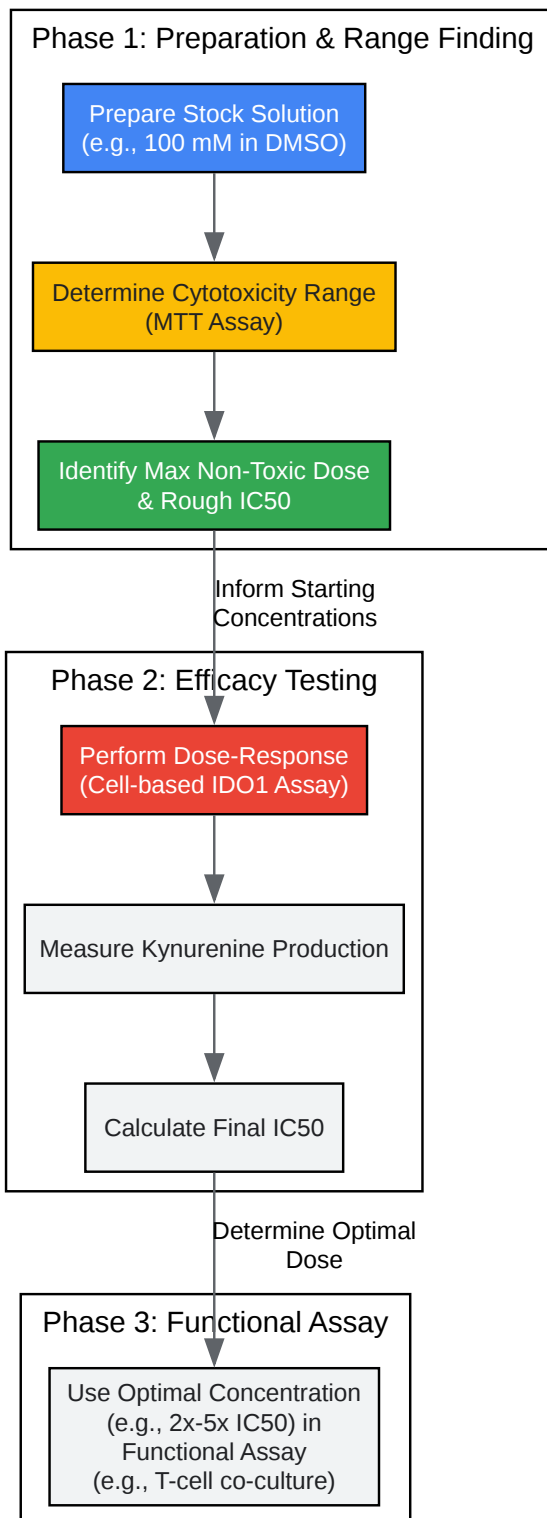 Phase 1: Preparation & Range Finding
Prepare Stock Solution
(e.g., 100 mM in DMSO)
Determine Cytotoxicity Range
(MTT Assay)
Identify Max Non-Toxic Dose
& Rough IC50
Inform Starting
Concentrations
Phase 2: Efficacy Testing
Perform Dose-Response
(Cell-based IDO1 Assay)
Measure Kynurenine Production
Calculate Final IC50
Determine Optimal
Dose
Phase 3: Functional Assay
Use Optimal Concentration
(e.g., 2x-5x IC50) in
Functional Assay
(e.g., T-cell co-culture)